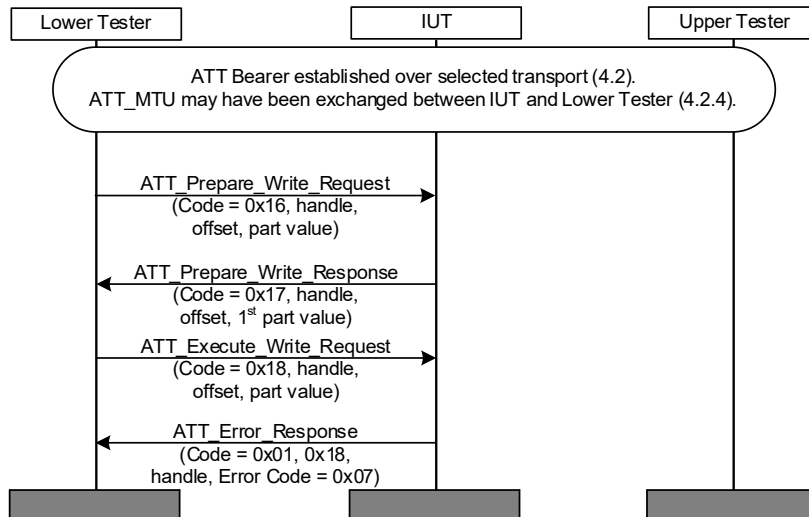 Lower Tester IUT Upper Tester
ATT Bearer established over selected transport (4.2).
ATT_MTU may have been exchanged between IUT and Lower Tester (4.2.4).
ATT_Prepare_Write_Request
(Code = 0x16, handle,
offset, part value)
ATT_Prepare_Write_Response
(Code = 0x17, handle,
offset, 1st part value)
ATT_Execute_Write_Request
(Code = 0x18, handle,
offset, part value)
ATT_Error_Response
(Code = 0x01, 0x18,
handle, Error Code = 0x07)